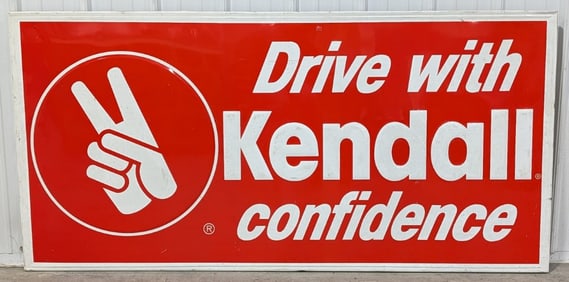 Drive with
Kendall®
confidence
®